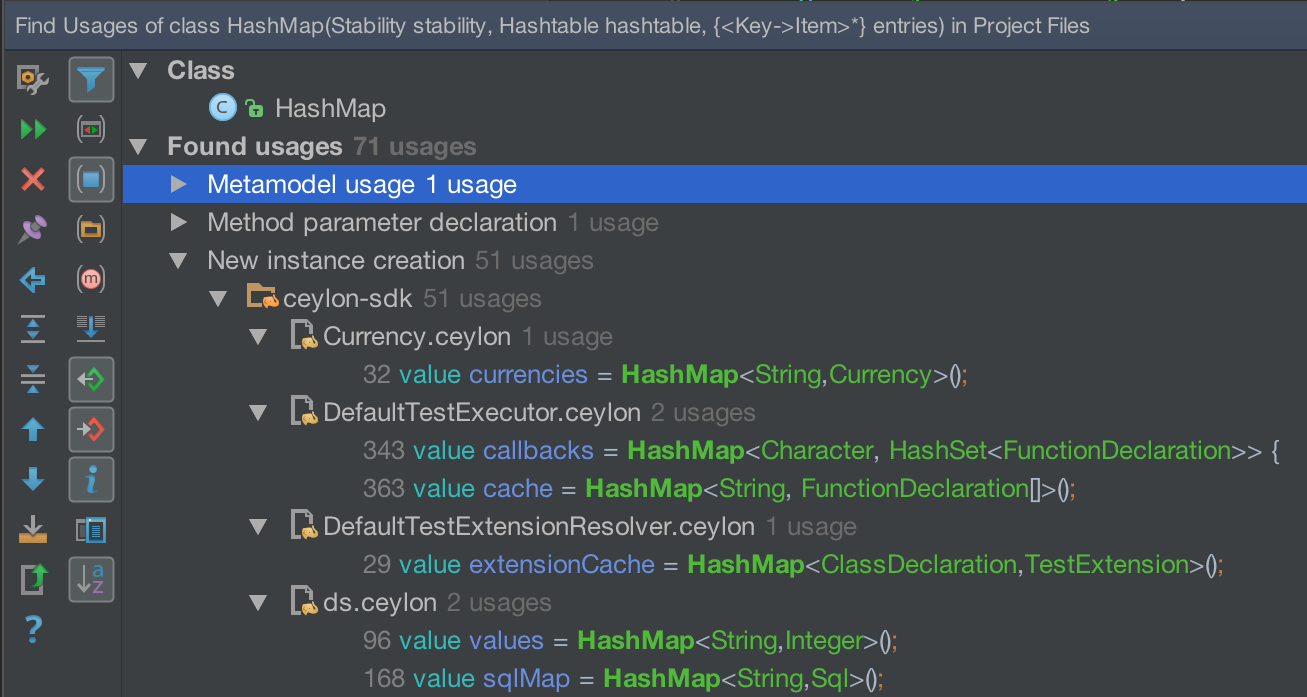 Find Usages of class HashMap(Stability stability, Hashtable hashtable, {<Key->Item>*} entries) in Project Files
Class
C HashMap
Found usages 71 usages
Metamodel usage 1 usage
Method parameter declaration 1 usage
New instance creation 51 usages
ceylon-sdk 51 usages
Currency.ceylon 1 usage
32 value currencies = HashMap<String,Currency>();
DefaultTestExecutor.ceylon 2 usages
343 value callbacks = HashMap<Character, HashSet<FunctionDeclaration>> {
363 value cache = HashMap<String, FunctionDeclaration[]>();
DefaultTestExtensionResolver.ceylon 1 usage
29 value extensionCache = HashMap<ClassDeclaration,TestExtension>();
ds.ceylon 2 usages
96 value values = HashMap<String,Integer>();
168 value sqlMap = HashMap<String,Sql>();
m
i
a
z
?